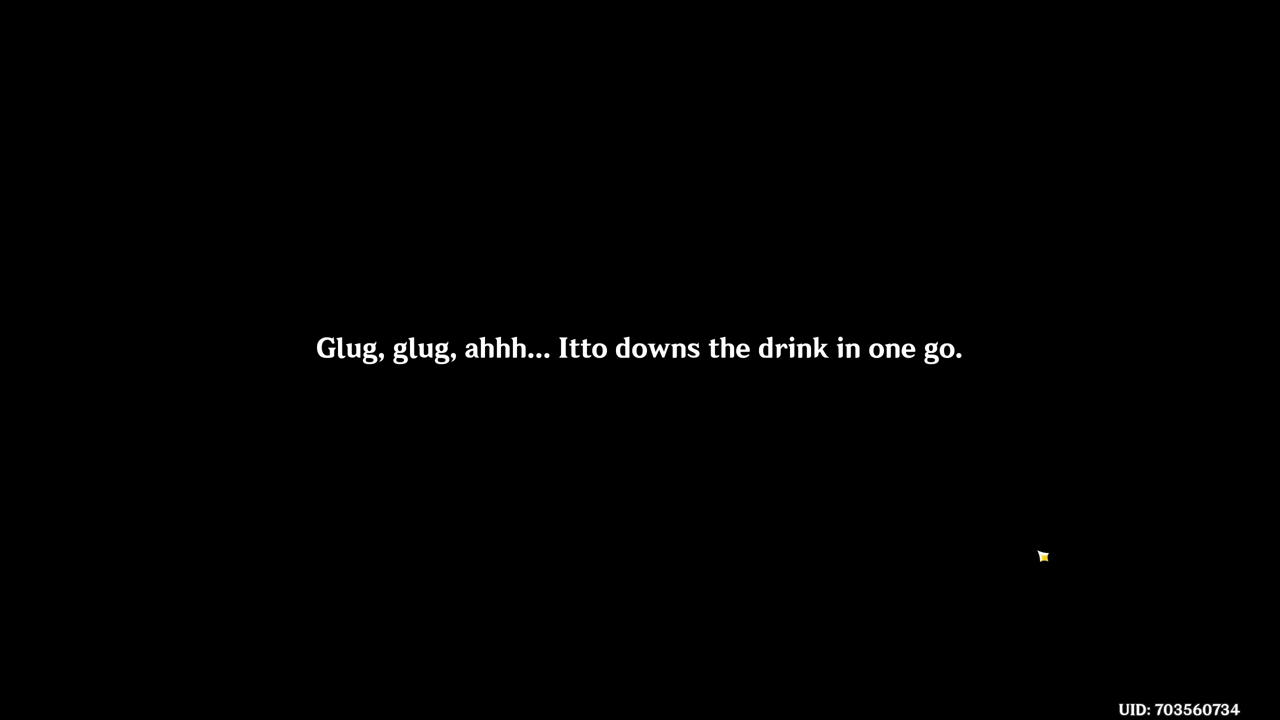 Glug, glug, ahhh... Itto downs the drink in one go.
UID: 703560734